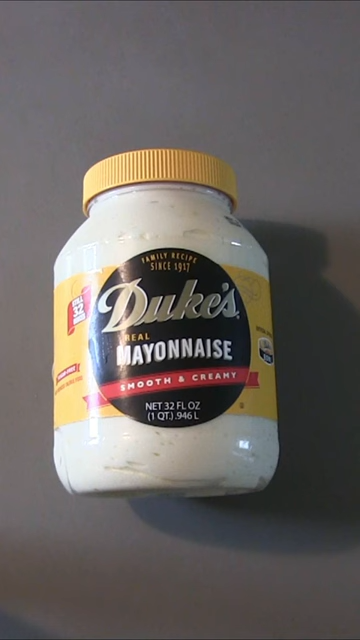 FAMILY RECIPE
SINCE 1917
Duke's
REAL
MAYONNAISE
SMOOTH & CREAMY
NET 32 FL OZ
(1 QT.) .946 L